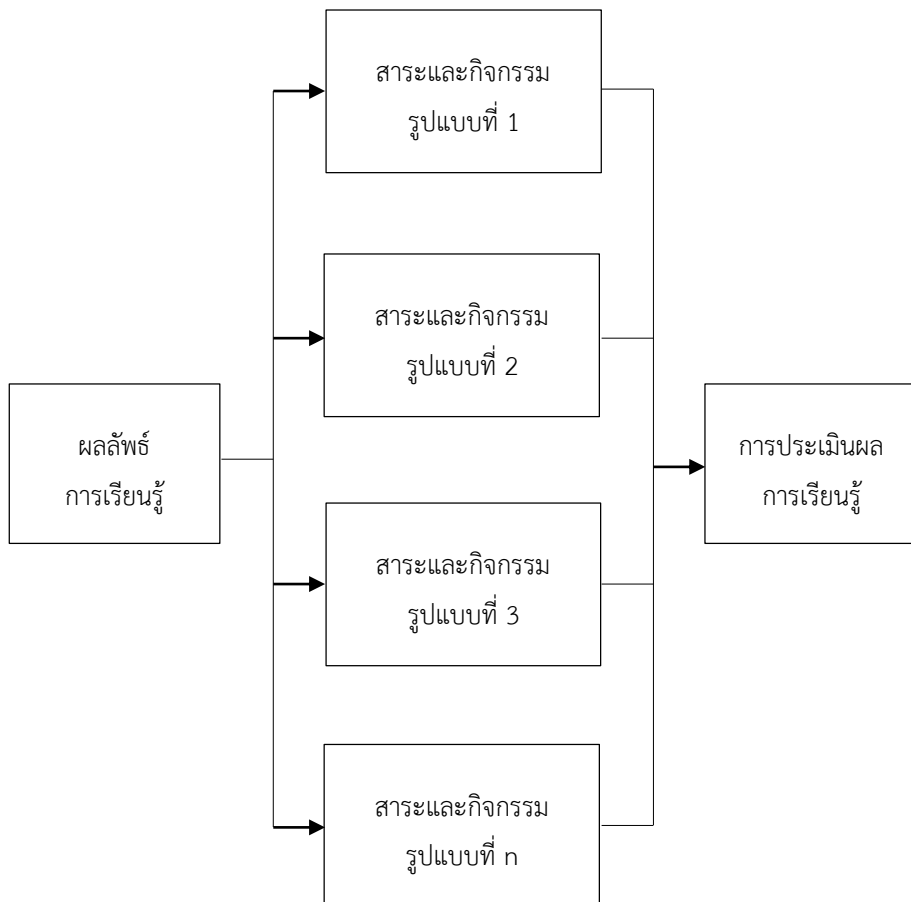 สาระและกิจกรรม
รูปแบบที่ 1
สาระและกิจกรรม
รูปแบบที่ 2
ผลลัพธ์
การเรียนรู้
การประเมินผล
การเรียนรู้
สาระและกิจกรรม
รูปแบบที่ 3
สาระและกิจกรรม
รูปแบบที่ n